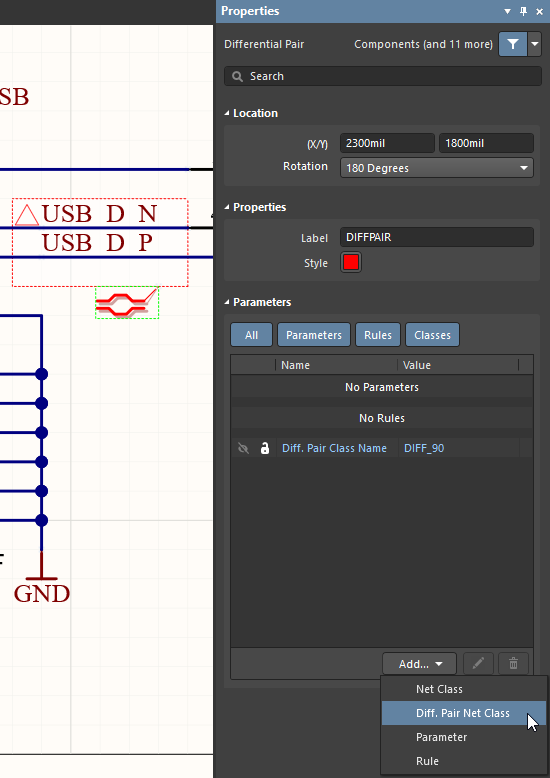 Properties
Differential Pair
Components (and 11 more)
Search
Location
(X/Y)
2300mil
1800mil
Rotation
180 Degrees
Properties
Label
DIFFPAIR
Style
Parameters
All
Parameters
Rules
Classes
Name
Value
No Parameters
No Rules
Diff. Pair Class Name
DIFF_90
Add...
Net Class
Diff. Pair Net Class
Parameter
Rule
SB
USB D N
USB D P
GND